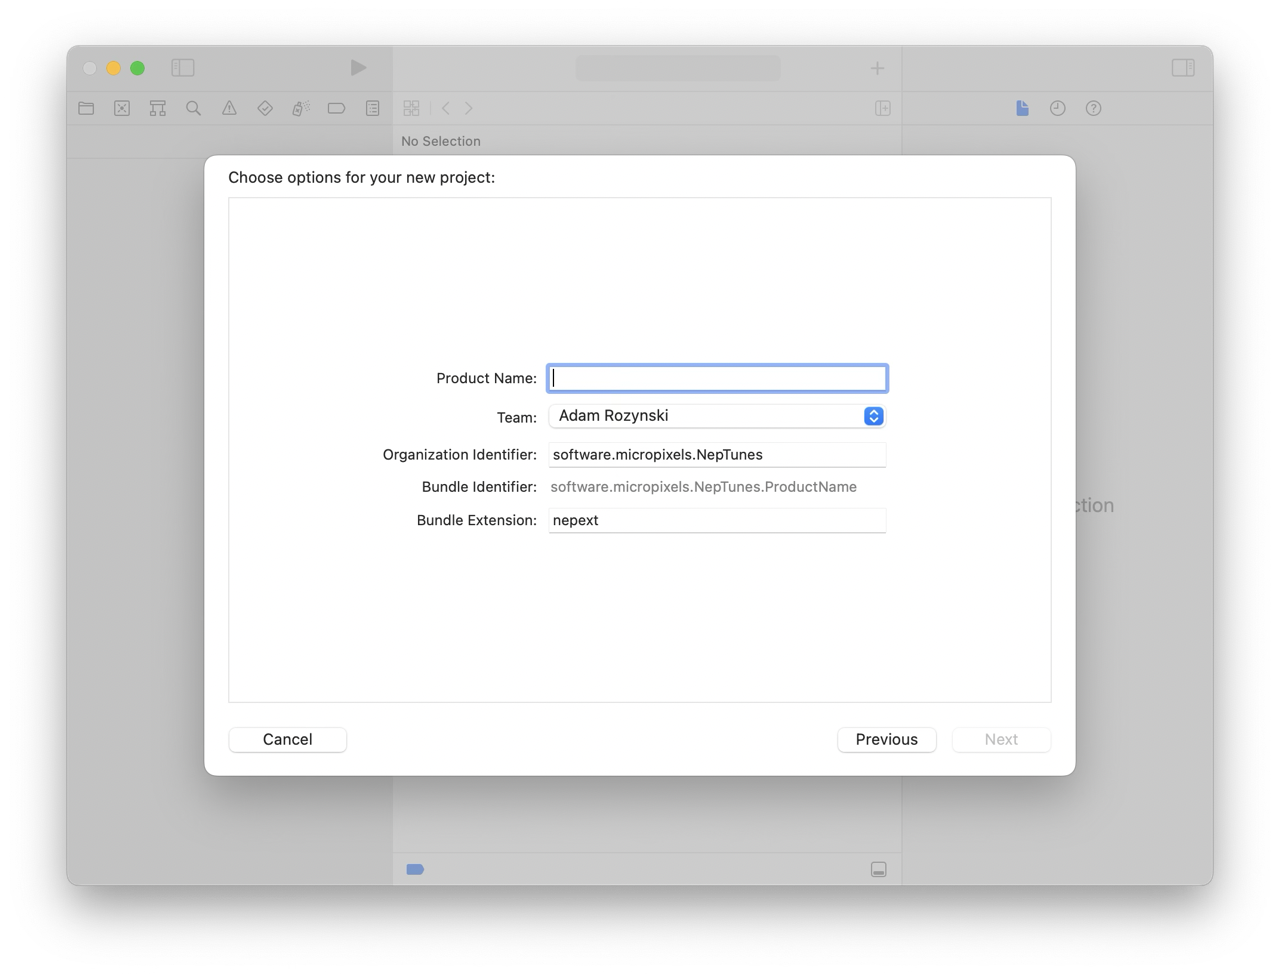 No Selection
Choose options for your new project:
Product Name:
Team: Adam Rozynski
Organization Identifier: software.micropixels.NepTunes
Bundle Identifier: software.micropixels.NepTunes.ProductName
ction
Bundle Extension: nepext
Cancel Previous Next